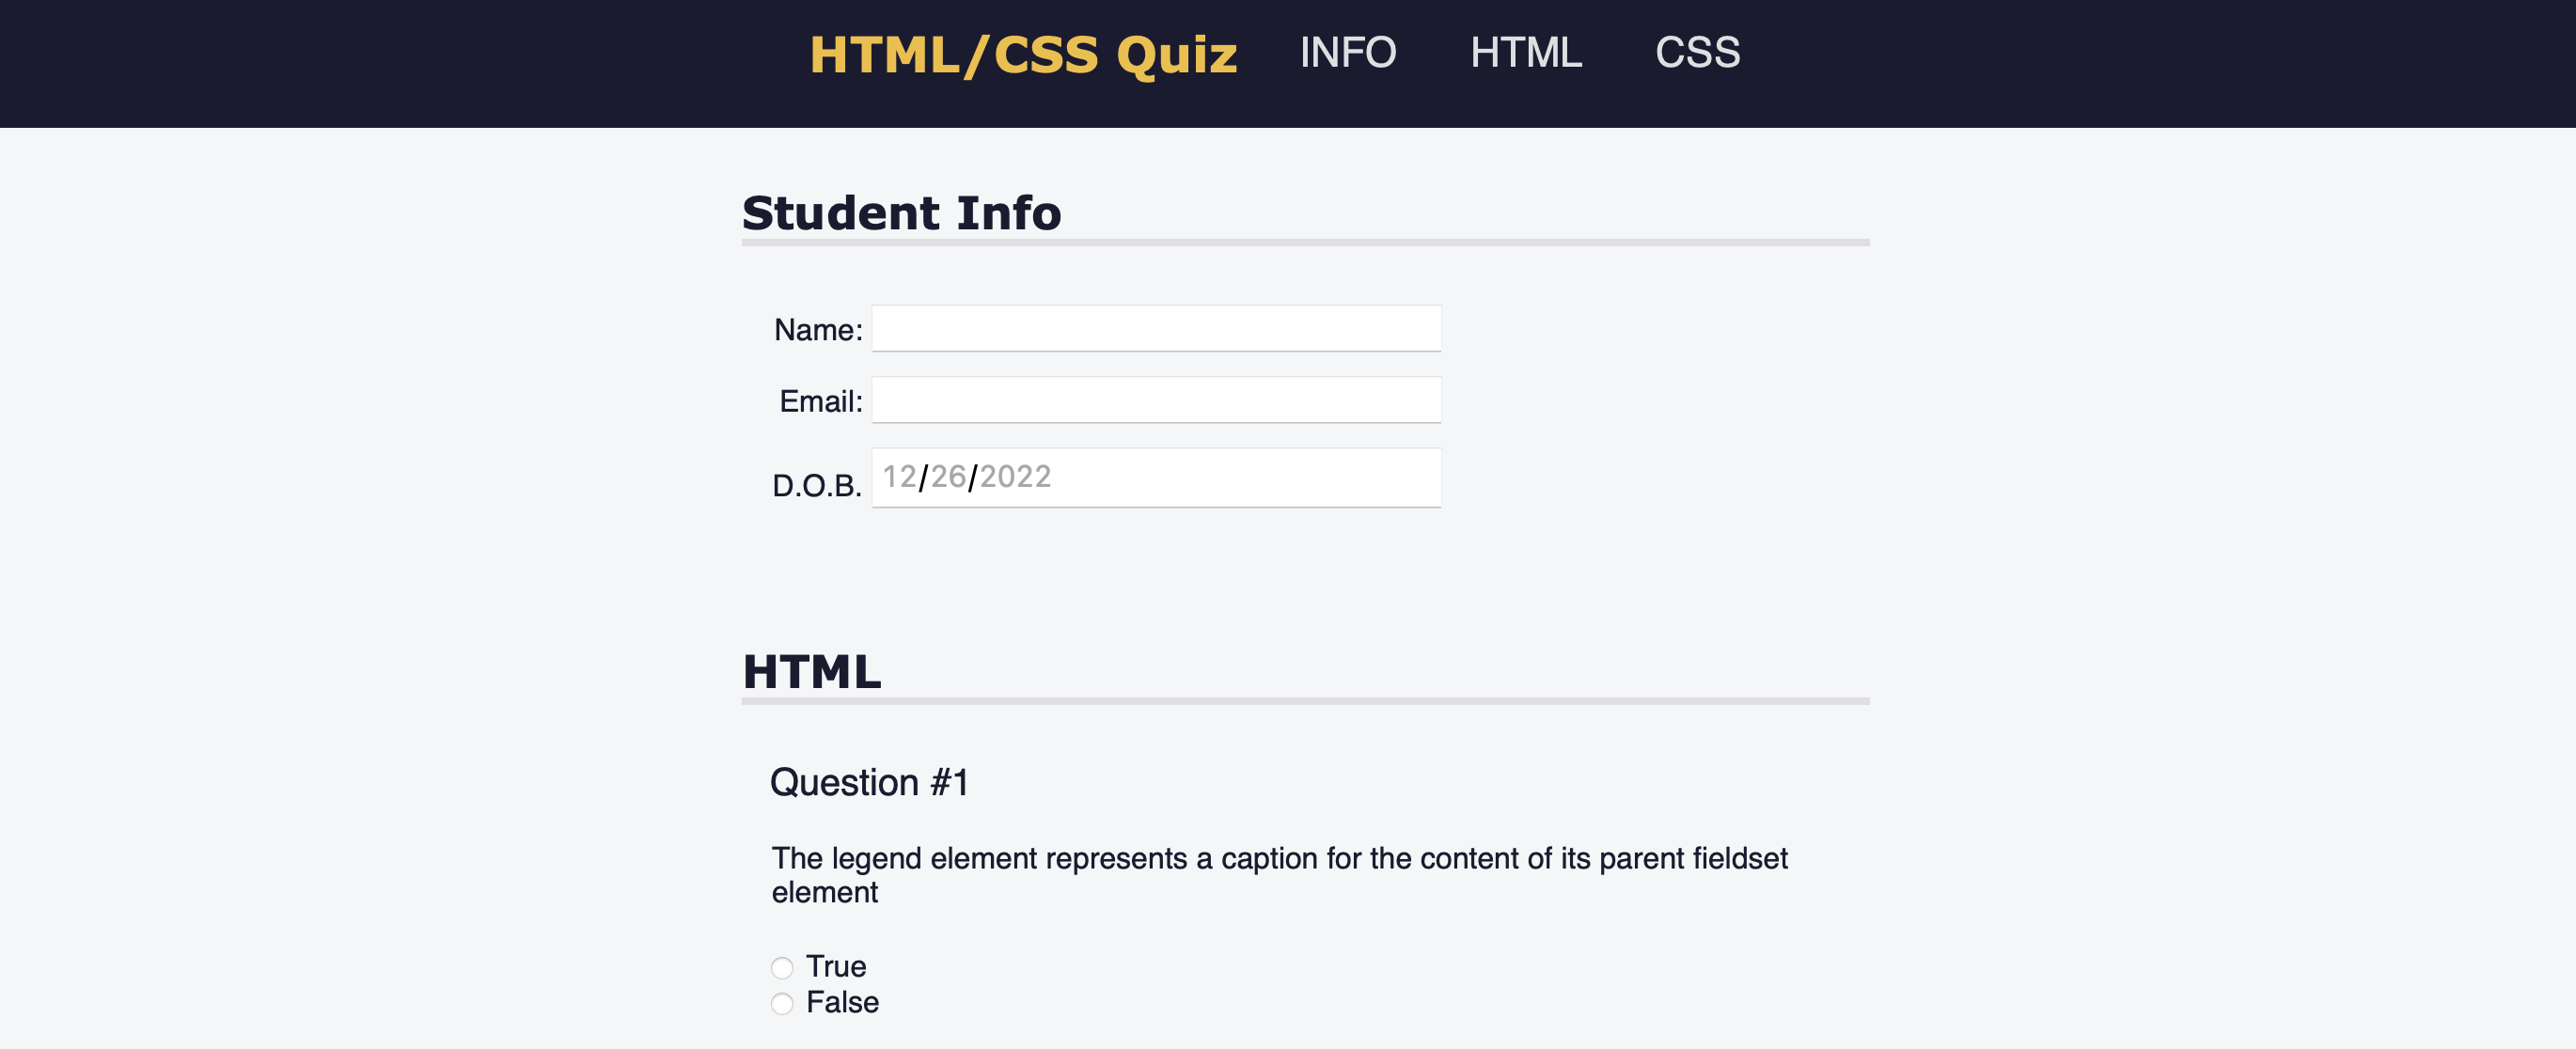 HTML/CSS Quiz INFO HTML CSS
Student Info
Name:
Email:
D.O.B. 12/26/2022
HTML
Question #1
The legend element represents a caption for the content of its parent fieldset
element
True
False